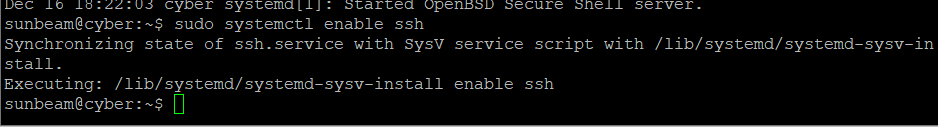 Dec 16 18:22:03 cyber systemd[1]: Started OpenBSD Secure Shell server.
sunbeam@cyber:~$ sudo systemctl enable ssh
Synchronizing state of ssh.service with SysV service script with /lib/systemd/systemd-sysv-in
stall.
Executing: /lib/systemd/systemd-sysv-install enable ssh
sunbeam@cyber:~$